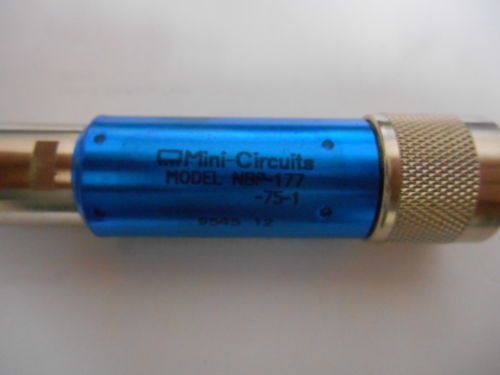 Mini-Circuits
MODEL NBP-177
-75-1
9545 12